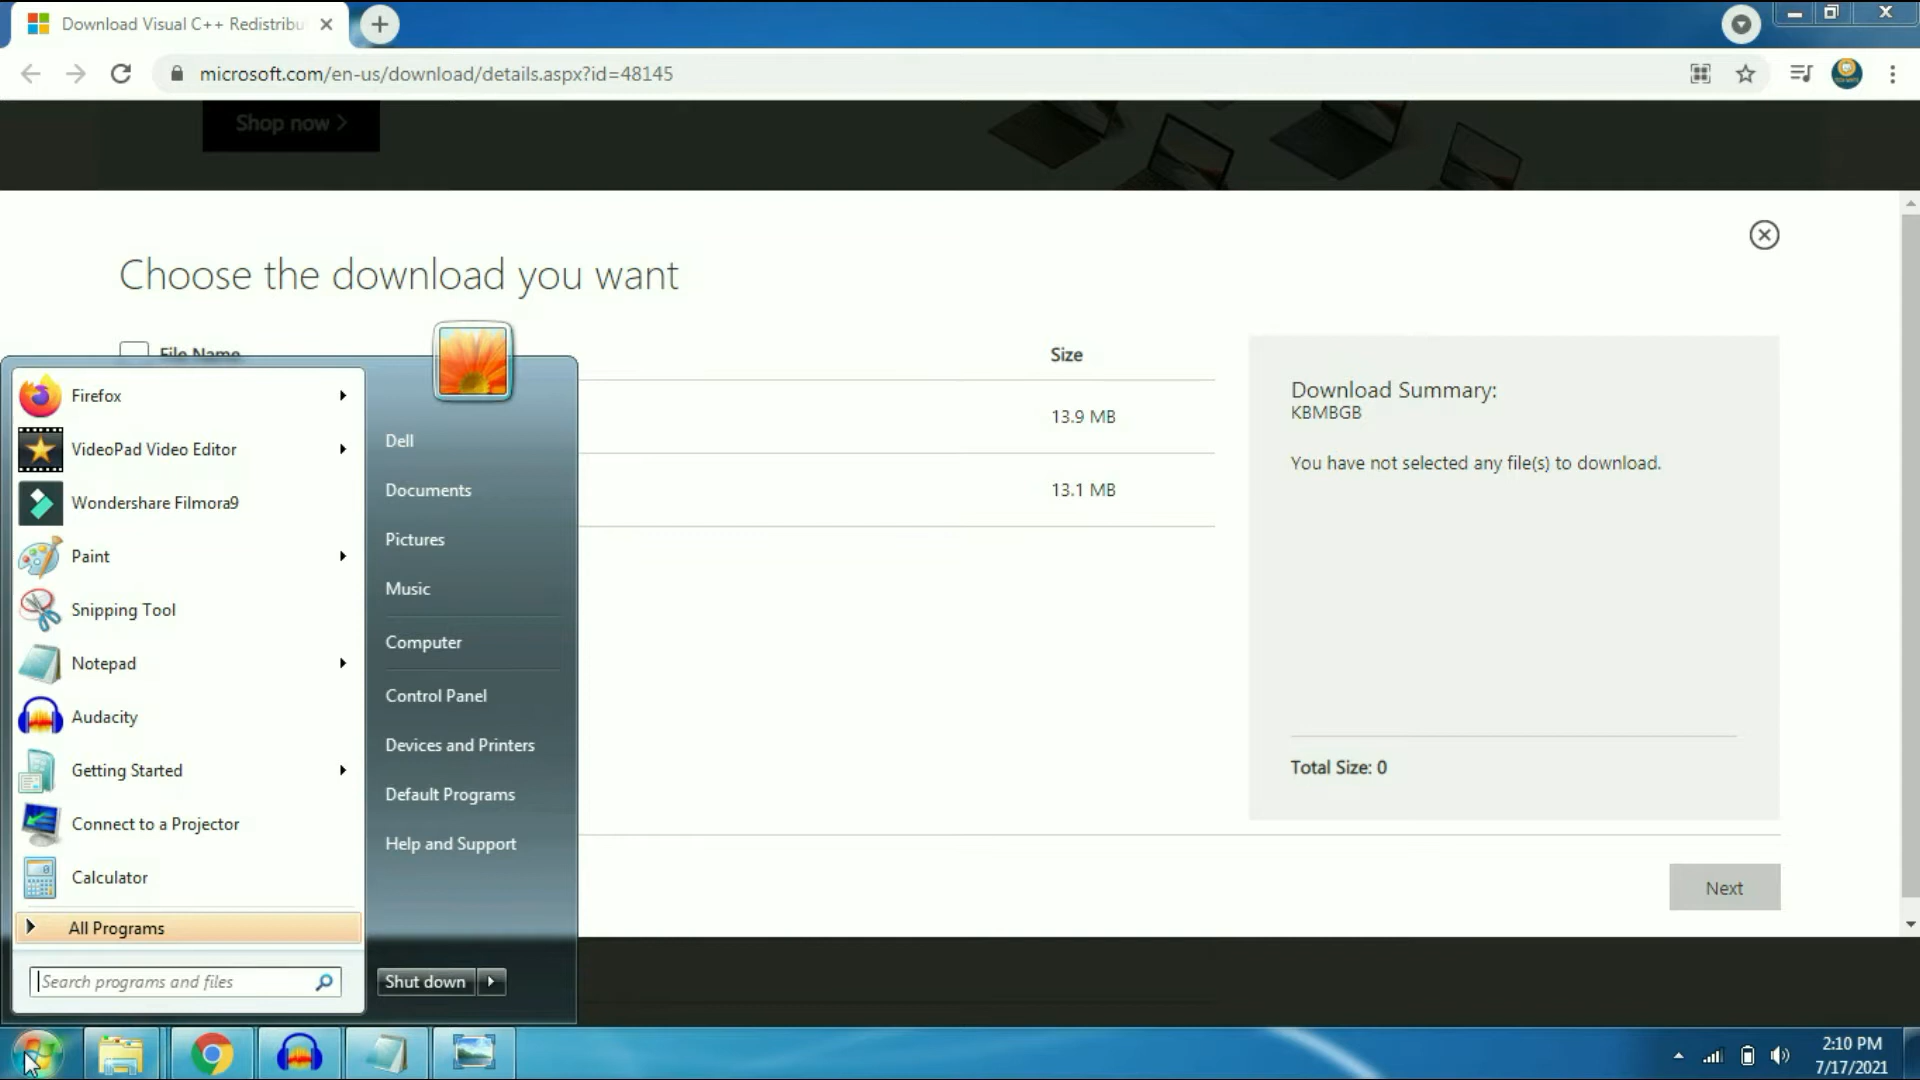 Download Visual C++ Redistribu
microsoft.com/en-us/download/details.aspx?id=48145
Shop now
Choose the download you want
File Name
Size
13.9 MB
13.1 MB
Download Summary:
KBMBGB
You have not selected any file(s) to download.
Total Size: 0
Next
Firefox
VideoPad Video Editor
Wondershare Filmora9
Paint
Snipping Tool
Notepad
Audacity
Getting Started
Connect to a Projector
Calculator
All Programs
Search programs and files
Dell
Documents
Pictures
Music
Computer
Control Panel
Devices and Printers
Default Programs
Help and Support
Shut down
2:10 PM
7/17/2021